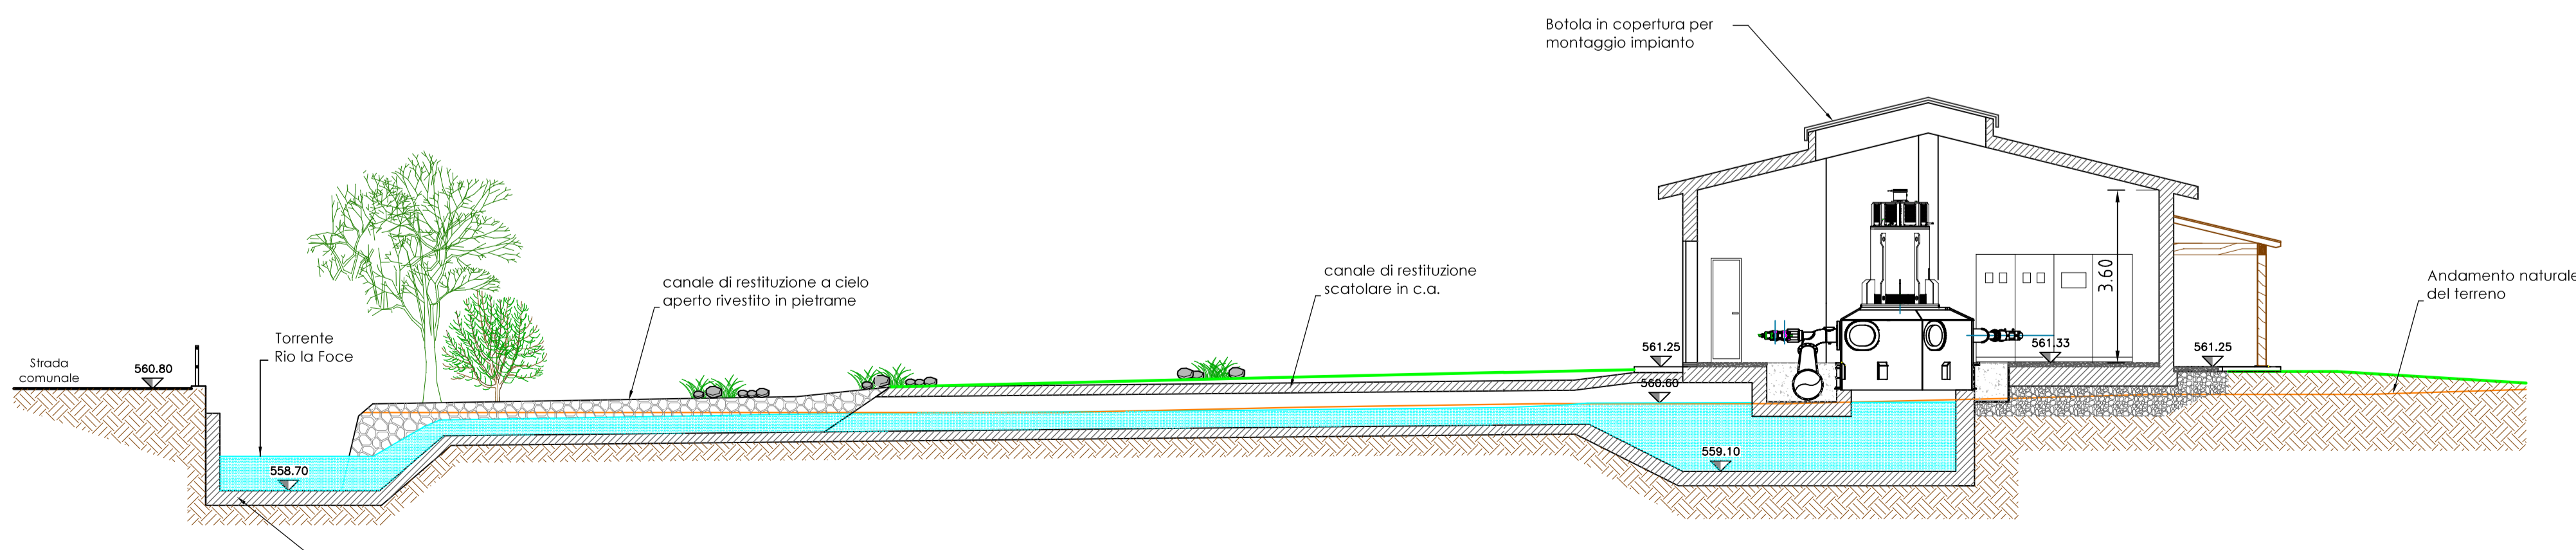 Botola in copertura per
montaggio impianto
canale di restituzione a cielo
aperto rivestito in pietrame
canale di restituzione
scatolare in c.a.
Andamento naturale
del terreno
Torrente
Rio la Foce
Strada
comunale
560.80
561.25
560.60
3.60
561.33
561.25
558.70
559.10